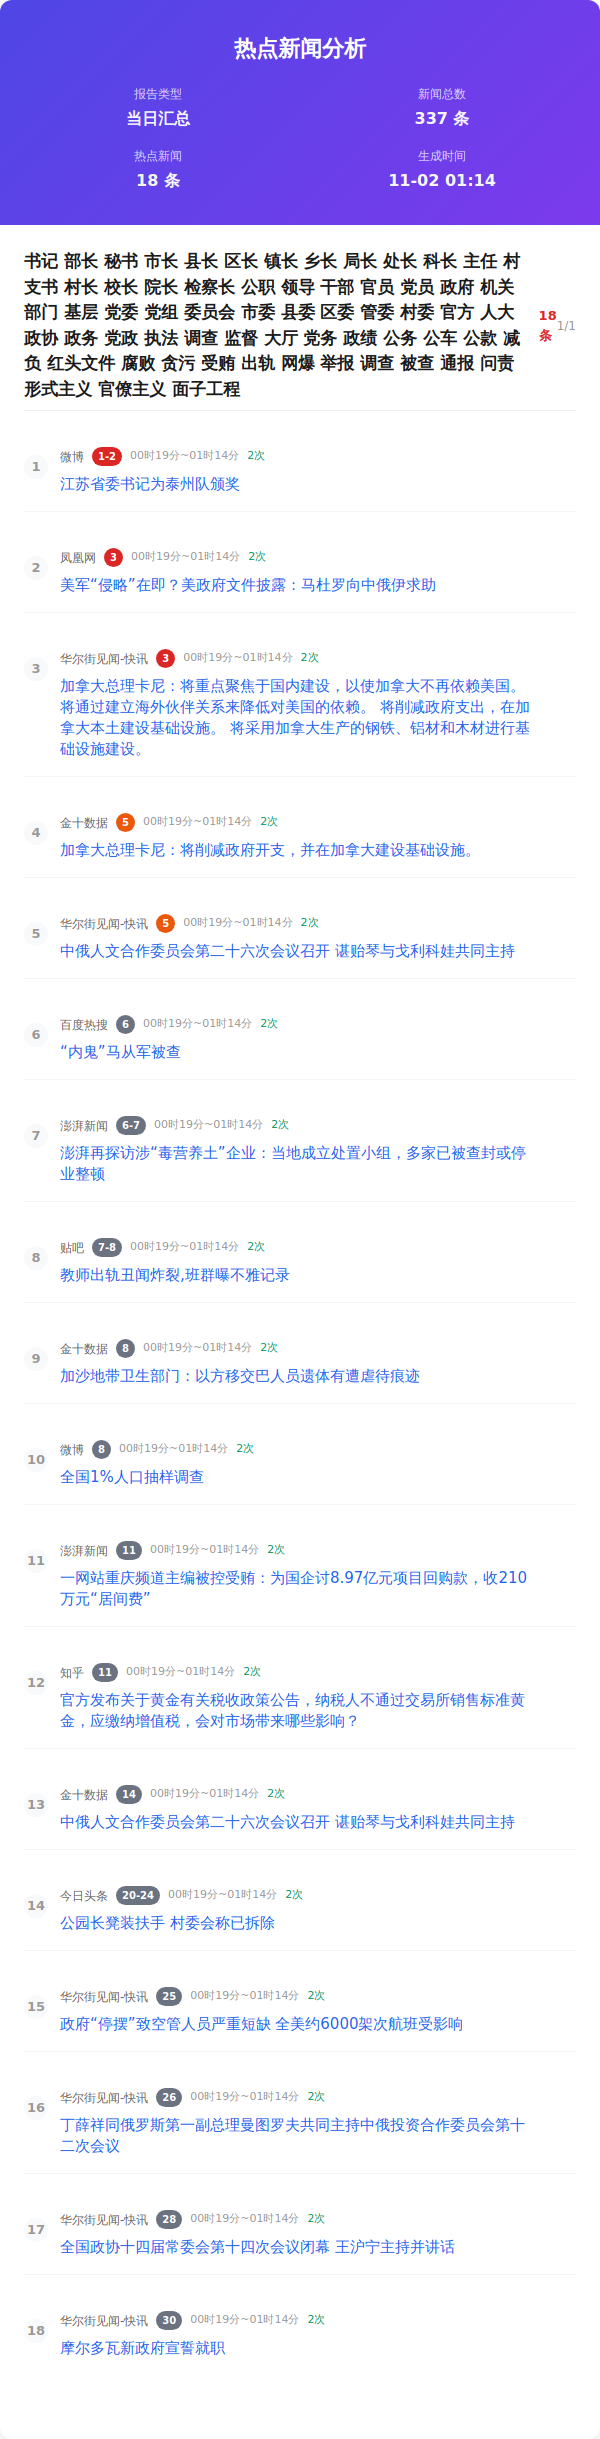 热点新闻分析
报告类型
当日汇总
新闻总数
337 条
热点新闻
18 条
生成时间
11-02 01:14
书记 部长 秘书 市长 县长 区长 镇长 乡长 局长 处长 科长 主任 村
支书 村长 校长 院长 检察长 公职 领导 干部 官员 党员 政府 机关
部门 基层 党委 党组 委员会 市委 县委 区委 管委 村委 官方 人大
政协 政务 党政 执法 调查 监督 大厅 党务 政绩 公务 公车 公款 减
负 红头文件 腐败 贪污 受贿 出轨 网爆 举报 调查 被查 通报 问责
形式主义 官僚主义 面子工程
18
条
1/1
1 微博 1-2 00时19分~01时14分 2次
江苏省委书记为泰州队颁奖
2 凤凰网 3 00时19分~01时14分 2次
美军“侵略”在即？美政府文件披露：马杜罗向中俄伊求助
3 华尔街见闻-快讯 3 00时19分~01时14分 2次
加拿大总理卡尼：将重点聚焦于国内建设，以使加拿大不再依赖美国。
将通过建立海外伙伴关系来降低对美国的依赖。 将削减政府支出，在加
拿大本土建设基础设施。 将采用加拿大生产的钢铁、铝材和木材进行基
础设施建设。
4 金十数据 5 00时19分~01时14分 2次
加拿大总理卡尼：将削减政府开支，并在加拿大建设基础设施。
5 华尔街见闻-快讯 5 00时19分~01时14分 2次
中俄人文合作委员会第二十六次会议召开 谌贻琴与戈利科娃共同主持
6 百度热搜 6 00时19分~01时14分 2次
“内鬼”马从军被查
7 澎湃新闻 6-7 00时19分~01时14分 2次
澎湃再探访涉“毒营养土”企业：当地成立处置小组，多家已被查封或停
业整顿
8 贴吧 7-8 00时19分~01时14分 2次
教师出轨丑闻炸裂,班群曝不雅记录
9 金十数据 8 00时19分~01时14分 2次
加沙地带卫生部门：以方移交巴人员遗体有遭虐待痕迹
10 微博 8 00时19分~01时14分 2次
全国1%人口抽样调查
11 澎湃新闻 11 00时19分~01时14分 2次
一网站重庆频道主编被控受贿：为国企讨8.97亿元项目回购款，收210
万元“居间费”
12 知乎 11 00时19分~01时14分 2次
官方发布关于黄金有关税收政策公告，纳税人不通过交易所销售标准黄
金，应缴纳增值税，会对市场带来哪些影响？
13 金十数据 14 00时19分~01时14分 2次
中俄人文合作委员会第二十六次会议召开 谌贻琴与戈利科娃共同主持
14 今日头条 20-24 00时19分~01时14分 2次
公园长凳装扶手 村委会称已拆除
15 华尔街见闻-快讯 25 00时19分~01时14分 2次
政府“停摆”致空管人员严重短缺 全美约6000架次航班受影响
16 华尔街见闻-快讯 26 00时19分~01时14分 2次
丁薛祥同俄罗斯第一副总理曼图罗夫共同主持中俄投资合作委员会第十
二次会议
17 华尔街见闻-快讯 28 00时19分~01时14分 2次
全国政协十四届常委会第十四次会议闭幕 王沪宁主持并讲话
18 华尔街见闻-快讯 30 00时19分~01时14分 2次
摩尔多瓦新政府宣誓就职